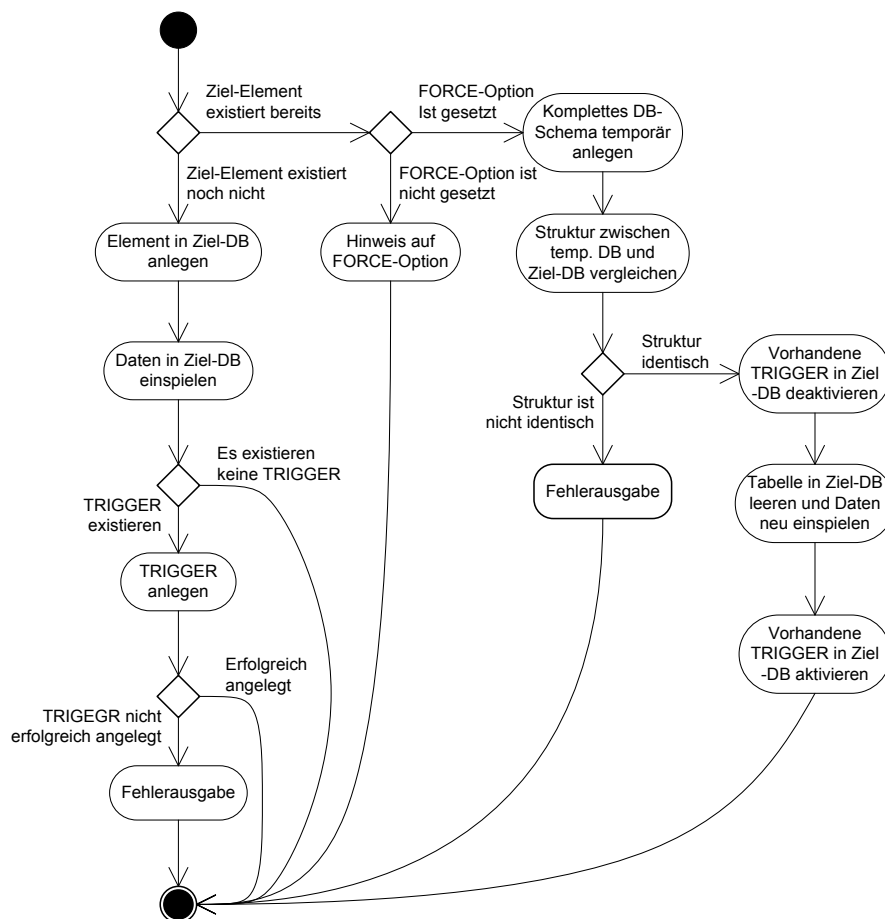 Ziel-Element
existiert bereits
FORCE-Option
Ist gesetzt
Komplettes DB-
Schema temporär
anlegen
Ziel-Element existiert
noch nicht
FORCE-Option ist
nicht gesetzt
Element in Ziel-DB
anlegen
Hinweis auf
FORCE-Option
Struktur zwischen
temp. DB und
Ziel-DB vergleichen
Daten in Ziel-DB
einspielen
Struktur
identisch
Vorhandene
TRIGGER in Ziel
-DB deaktivieren
Struktur ist
nicht identisch
Es existieren
keine TRIGGER
TRIGGER
existieren
Fehlerausgabe
Tabelle in Ziel-DB
leeren und Daten
neu einspielen
TRIGGER
anlegen
Vorhandene
TRIGGER in Ziel
-DB aktivieren
Erfolgreich
angelegt
TRIGEGR nicht
erfolgreich angelegt
Fehlerausgabe